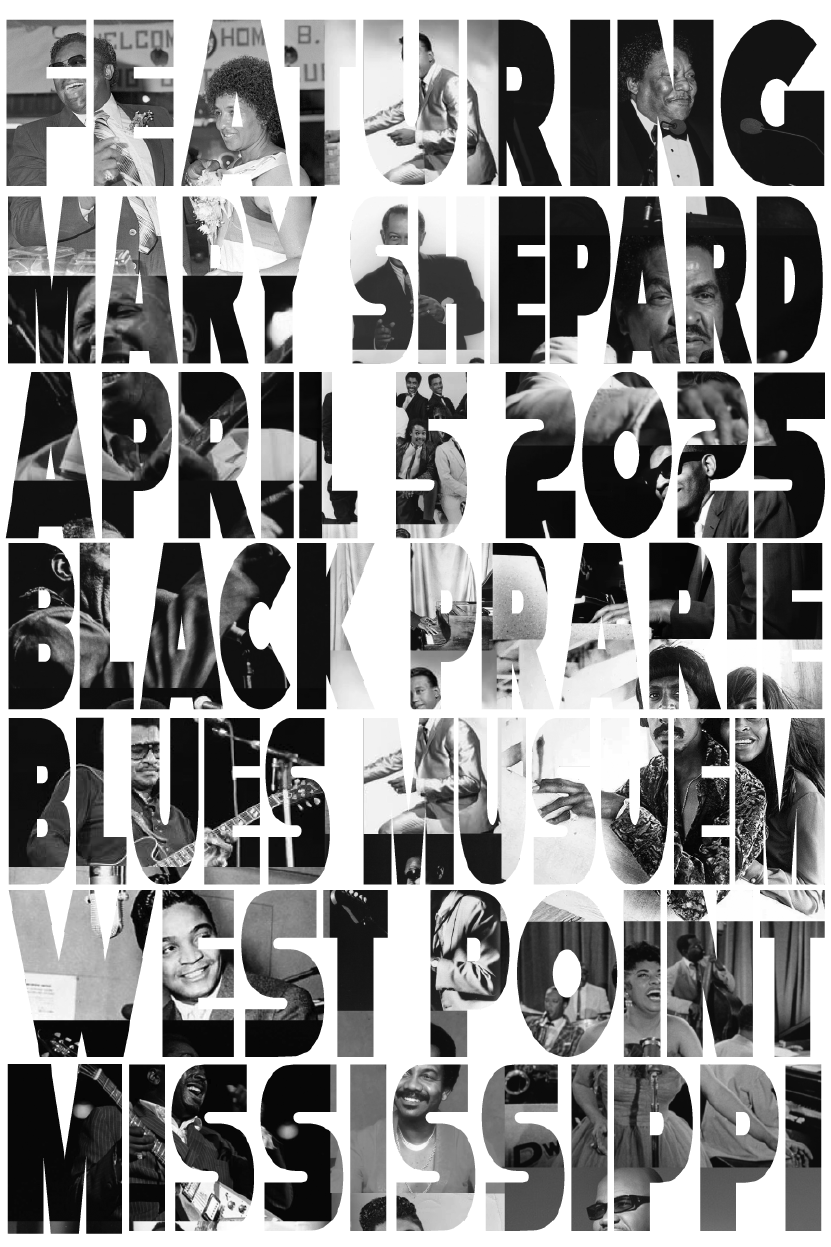 FEATURING
MARY SHEPARD
APRIL 5 2025
BLACK PRARIE
BLUES MUSUEM
WEST POINT
MISSISSIPPI